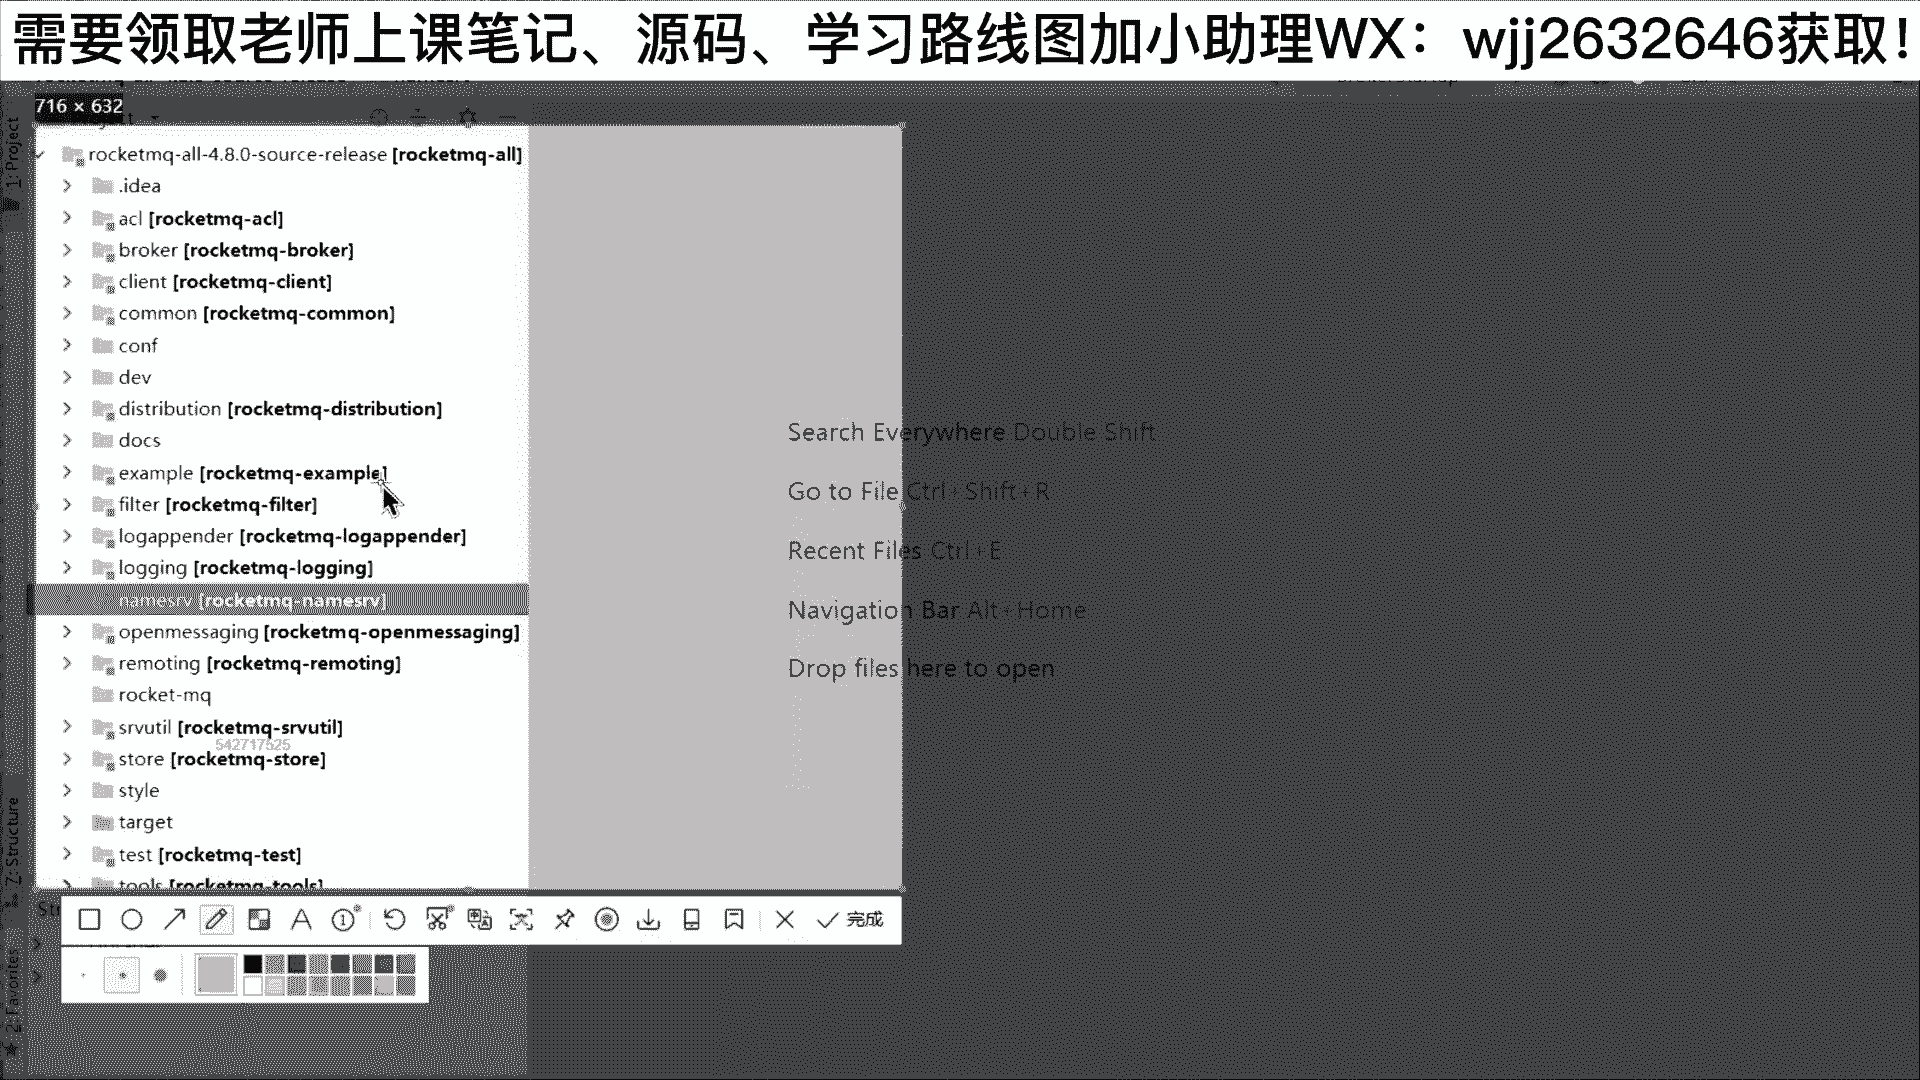 需要领取老师上课笔记、源码、学习路线图加小助理WX：wjj2632646获取！
716 × 632
1: Project
rocketmq-all-4.8.0-source-release [rocketmq-all]
.idea
acl [rocketmq-acl]
broker [rocketmq-broker]
client [rocketmq-client]
common [rocketmq-common]
conf
dev
distribution [rocketmq-distribution]
docs
example [rocketmq-example]
filter [rocketmq-filter]
logappender [rocketmq-logappender]
logging [rocketmq-logging]
namesrv [rocketmq-namesrv]
openmessaging [rocketmq-openmessaging]
remoting [rocketmq-remoting]
rocket-mq
srvutil [rocketmq-srvutil]
542717525
store [rocketmq-store]
style
target
test [rocketmq-test]
tools [rocketmq-tools]
Search Everywhere Double Shift
Go to File Ctrl+Shift+R
Recent Files Ctrl+E
Navigation Bar Alt+Home
Drop files here to open
7: Structure
2: Favorites
完成